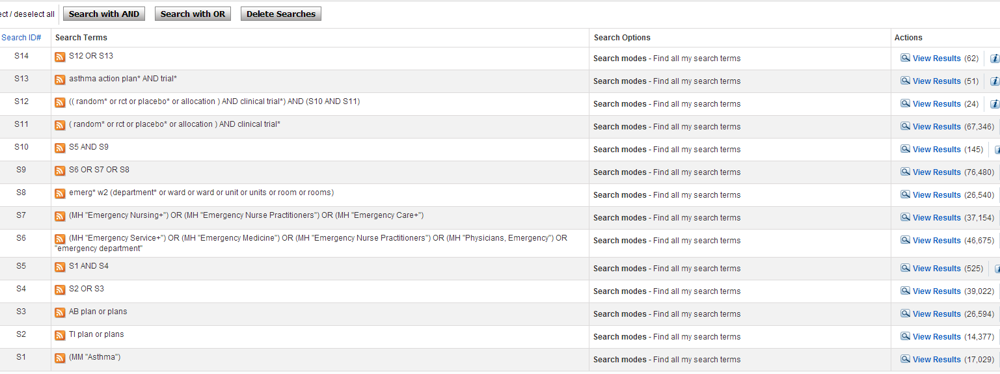 ect / deselect all Search with AND Search with OR Delete Searches
Search ID# Search Terms Search Options Actions
S14 S12 OR S13 Search modes - Find all my search terms View Results (62) i
S13 asthma action plan* AND trial* Search modes - Find all my search terms View Results (51) i
S12 (( random* or rct or placebo* or allocation ) AND clinical trial*) AND (S10 AND S11) Search modes - Find all my search terms View Results (24) i
S11 ( random* or rct or placebo* or allocation ) AND clinical trial* Search modes - Find all my search terms View Results (67,346)
S10 S5 AND S9 Search modes - Find all my search terms View Results (145)
S9 S6 OR S7 OR S8 Search modes - Find all my search terms View Results (76,480)
S8 emerg* w2 (department* or ward or ward or unit or units or room or rooms) Search modes - Find all my search terms View Results (26,540)
S7 (MH "Emergency Nursing+") OR (MH "Emergency Nurse Practitioners") OR (MH "Emergency Care+") Search modes - Find all my search terms View Results (37,154)
S6 (MH "Emergency Service+") OR (MH "Emergency Medicine") OR (MH "Emergency Nurse Practitioners") OR (MH "Physicians, Emergency") OR Search modes - Find all my search terms View Results (46,675)
"emergency department"
S5 S1 AND S4 Search modes - Find all my search terms View Results (525)
S4 S2 OR S3 Search modes - Find all my search terms View Results (39,022)
S3 AB plan or plans Search modes - Find all my search terms View Results (26,594)
S2 TI plan or plans Search modes - Find all my search terms View Results (14,377)
S1 (MM "Asthma") Search modes - Find all my search terms View Results (17,029)